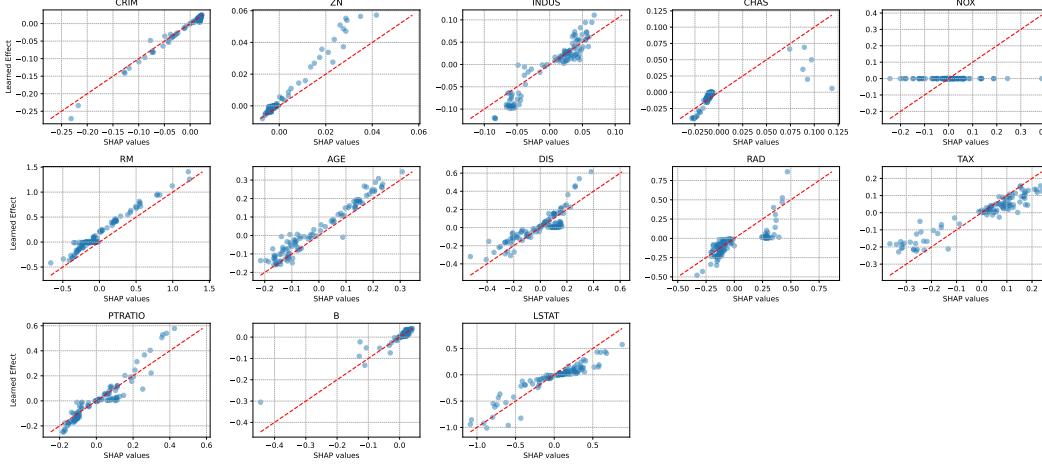 CRIM
ZN
INDUS
CHAS
NOX
Learned Effect
0.00
−0.05
−0.10
−0.15
−0.20
−0.25
−0.25 −0.20 −0.15 −0.10 −0.05 0.00
SHAP values
0.06
0.04
0.02
0.00
0.00 0.02 0.04 0.06
SHAP values
0.10
0.05
0.00
−0.05
−0.10
−0.10 −0.05 0.00 0.05 0.10
SHAP values
0.125
0.100
0.075
0.050
0.025
0.000
−0.025
−0.025 0.000 0.025 0.050 0.075 0.100 0.125
SHAP values
0.4
0.3
0.2
0.1
0.0
−0.1
−0.2
−0.2 −0.1 0.0 0.1 0.2 0.3
SHAP values
RM
AGE
DIS
RAD
TAX
Learned Effect
1.5
1.0
0.5
0.0
−0.5
−0.5 0.0 0.5 1.0 1.5
SHAP values
0.3
0.2
0.1
0.0
−0.1
−0.2
−0.2 −0.1 0.0 0.1 0.2 0.3
SHAP values
0.6
0.4
0.2
0.0
−0.2
−0.4
−0.4 −0.2 0.0 0.2 0.4 0.6
SHAP values
0.75
0.50
0.25
0.00
−0.25
−0.50
−0.50 −0.25 0.00 0.25 0.50 0.75
SHAP values
0.2
0.1
0.0
−0.1
−0.2
−0.3
−0.3 −0.2 −0.1 0.0 0.1 0.2
SHAP values
PTRATIO
B
LSTAT
Learned Effect
0.6
0.4
0.2
0.0
−0.2
−0.2 0.0 0.2 0.4 0.6
SHAP values
0.0
−0.1
−0.2
−0.3
−0.4
−0.4 −0.3 −0.2 −0.1 0.0
SHAP values
0.5
0.0
−0.5
−1.0
−1.0 −0.5 0.0 0.5
SHAP values